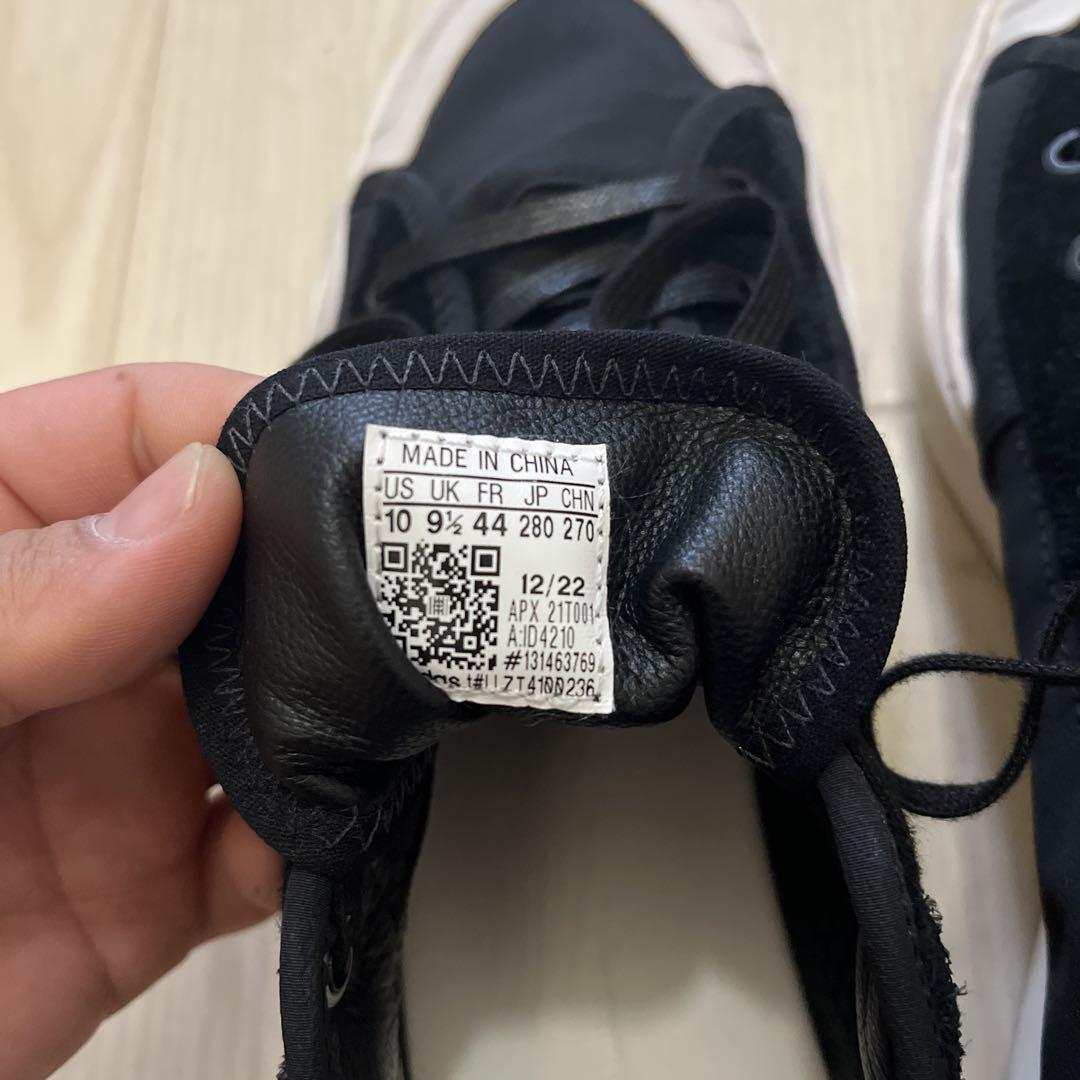 MADE IN CHINA
US UK FR JP CHN
10 9½ 44 280 270
12/22
APX 21T001
A:ID4210
#131463769